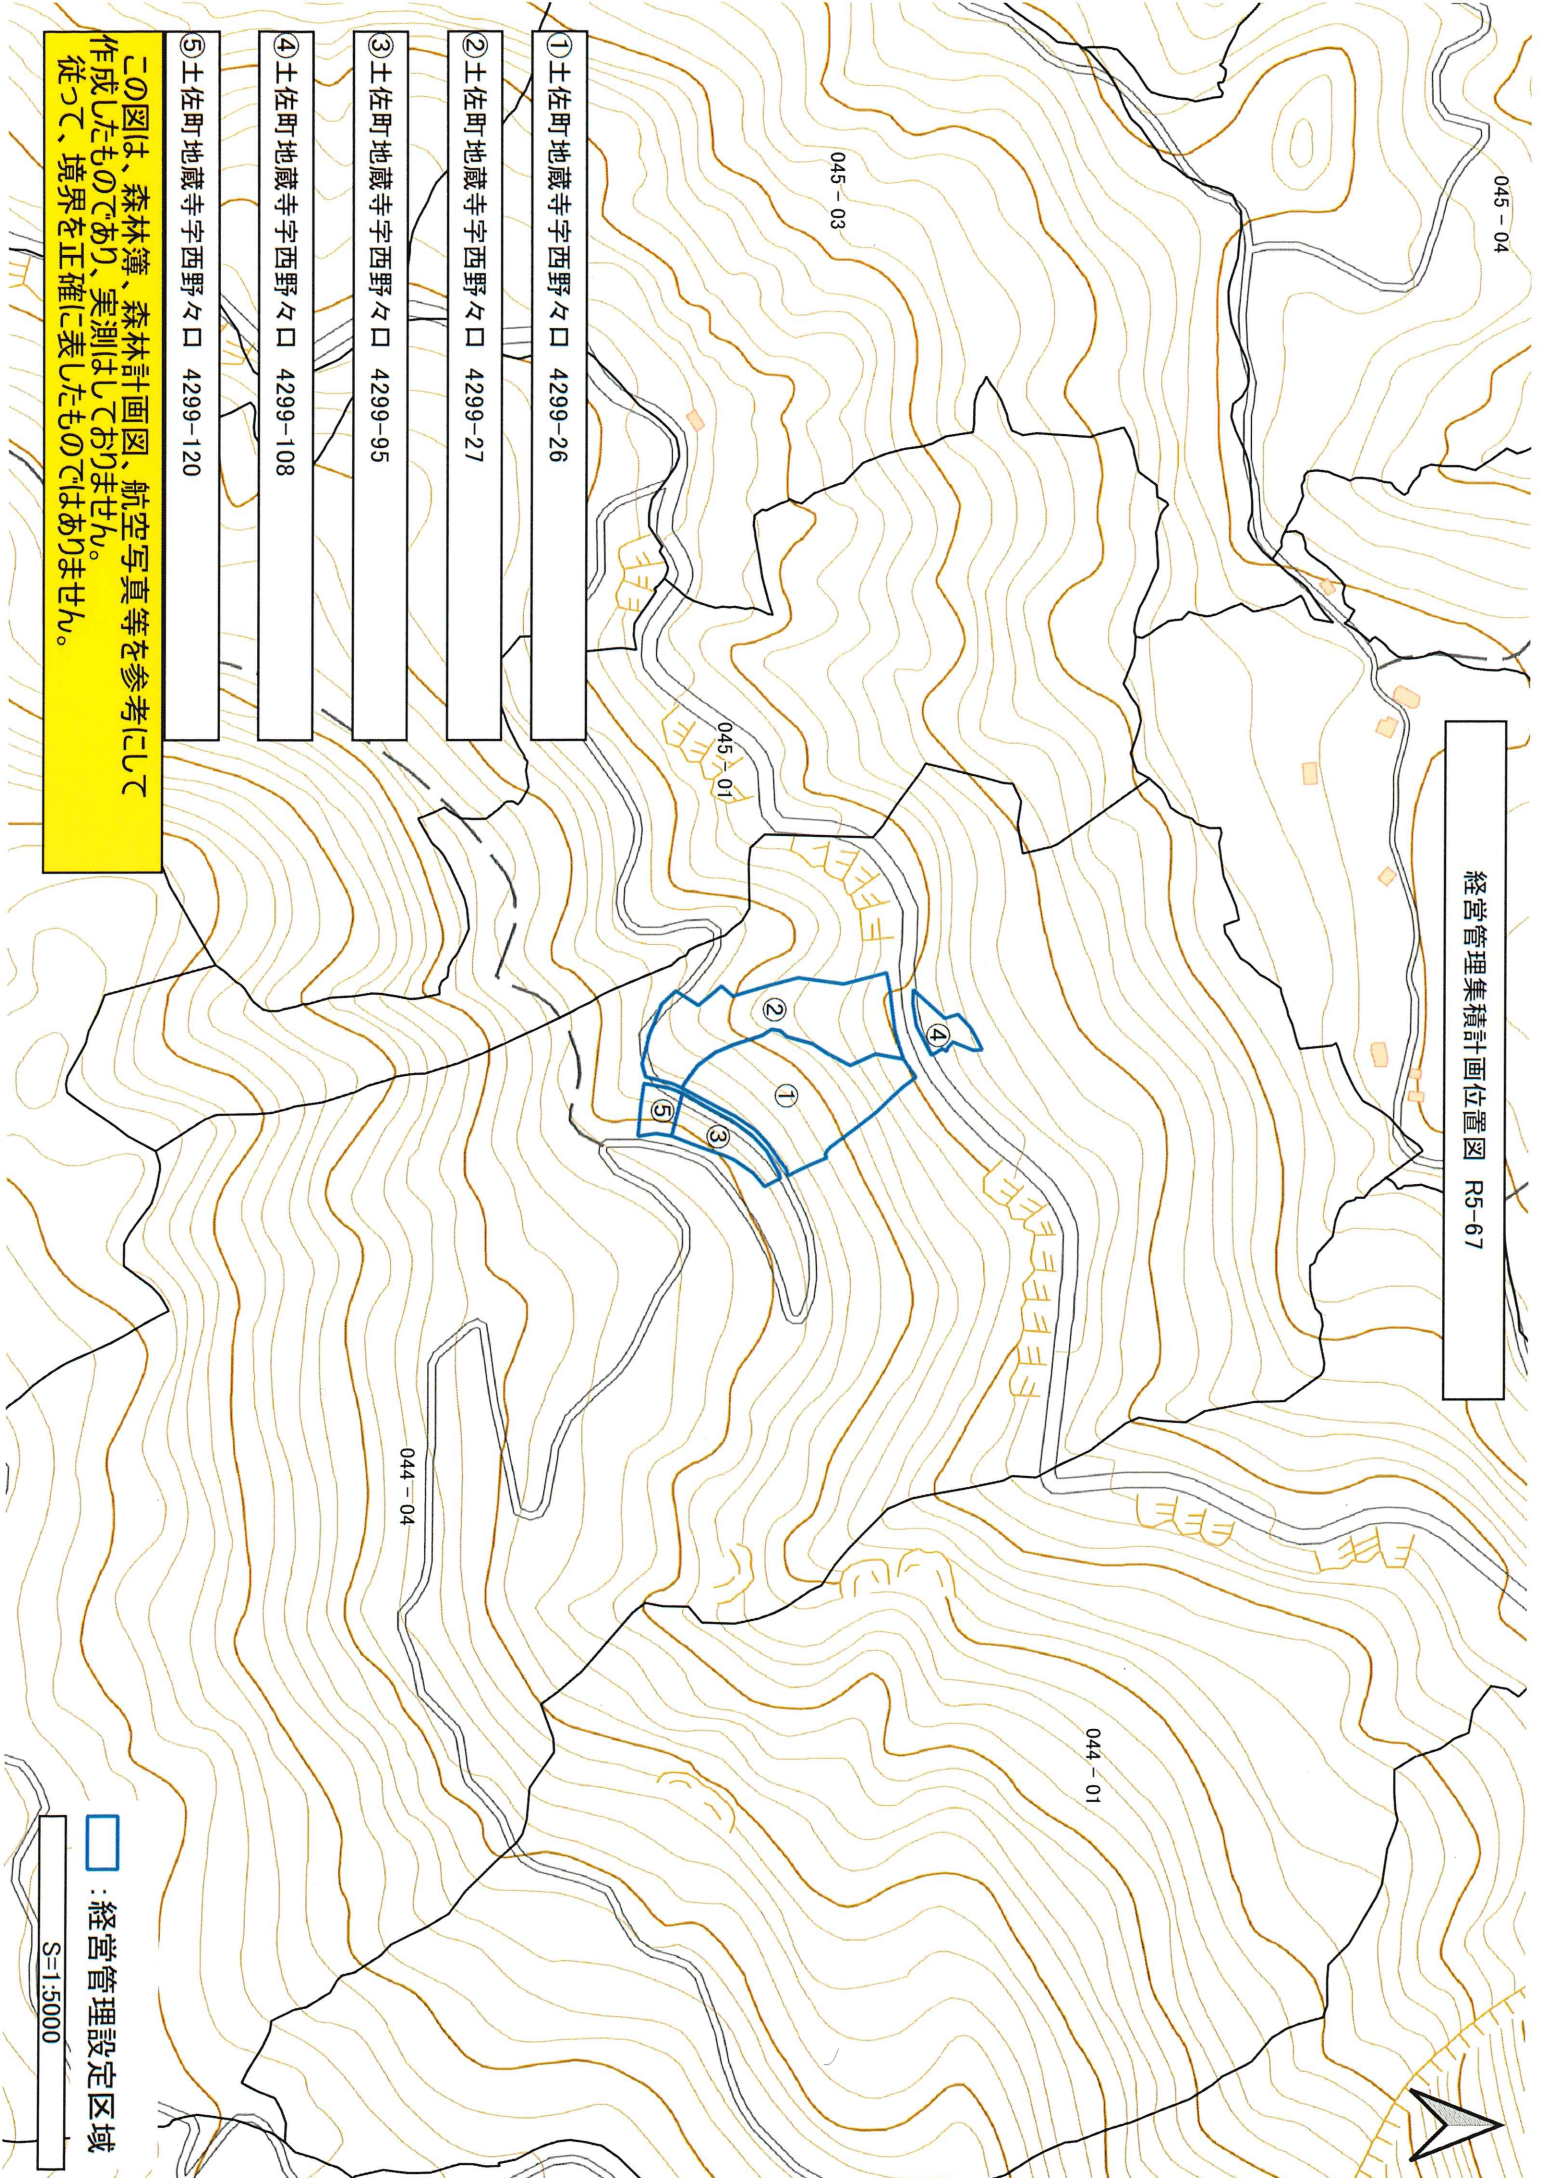 経営管理集積計画位置図 R5-67
①土佐町地蔵寺字西野々口 4299-26
②土佐町地蔵寺字西野々口 4299-27
③土佐町地蔵寺字西野々口 4299-95
④土佐町地蔵寺字西野々口 4299-108
⑤土佐町地蔵寺字西野々口 4299-120
この図は、森林簿、森林計画図、航空写真等を参考にして
作成したものであり、実測はしておりません。
従って、境界を正確に表したものではありません。
045-04
045-03
045-01
④
②
①
③
⑤
044-04
044-01
:経営管理設定区域
S=1:5000